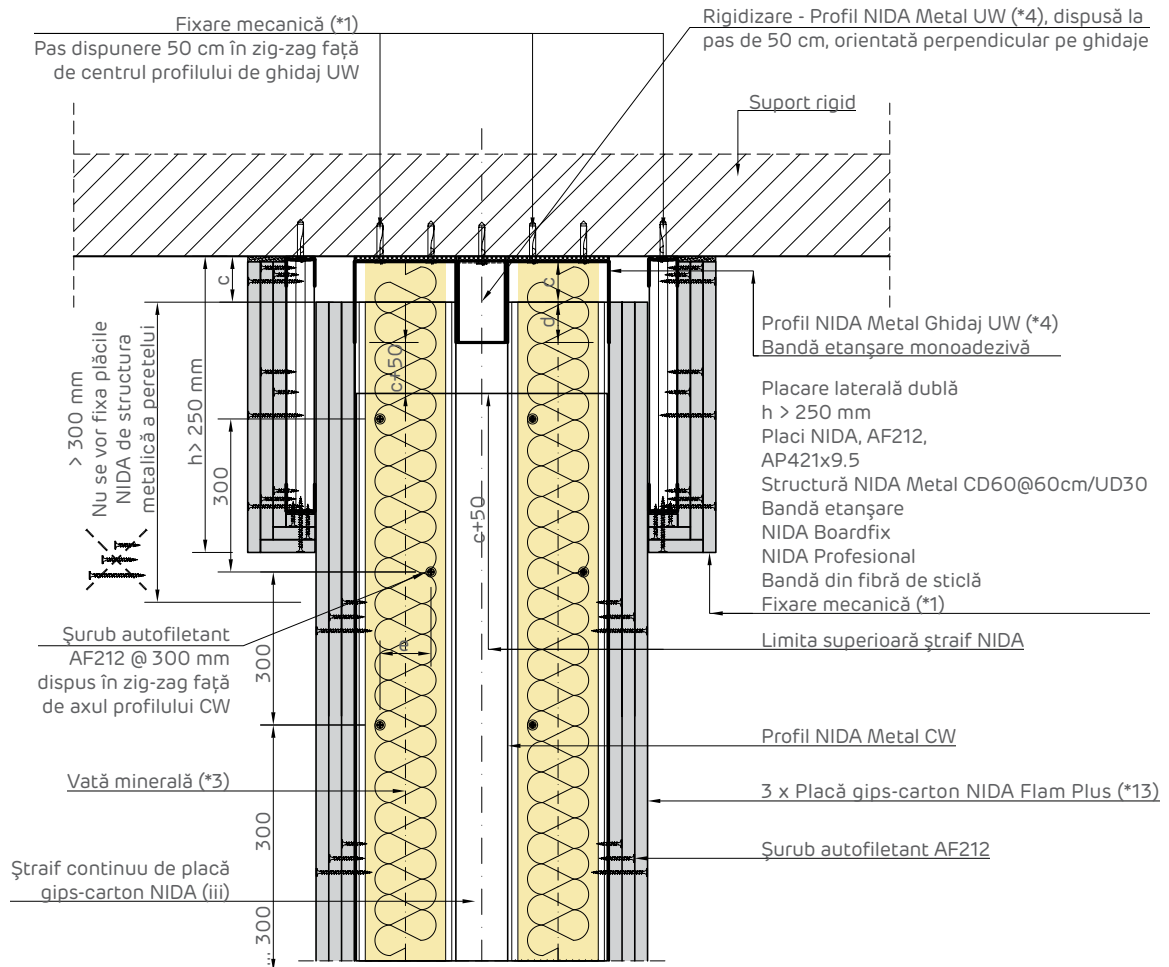 Fixare mecanică (*1)
Pas dispunere 50 cm în zig-zag față
de centrul profilului de ghidaj UW
Rigidizare - Profil NIDA Metal UW (*4), dispusă la
pas de 50 cm, orientată perpendicular pe ghidaje
Suport rigid
c
c
d
c+50
c+50
> 300 mm
Nu se vor fixa plăcile
NIDA de structura
metalică a peretelui
h> 250 mm
300
300
300
300
e
Profil NIDA Metal Ghidaj UW (*4)
Bandă etanșare monoadezivă
Placare laterală dublă
h > 250 mm
Placi NIDA, AF212,
AP421x9.5
Structură NIDA Metal CD60@60cm/UD30
Bandă etanşare
NIDA Boardfix
NIDA Profesional
Bandă din fibră de sticlă
Fixare mecanică (*1)
Şurub autofiletant
AF212 @ 300 mm
dispus în zig-zag față
de axul profilului CW
Limita superioară ştraif NIDA
Profil NIDA Metal CW
Vată minerală (*3)
3 x Placă gips-carton NIDA Flam Plus (*13)
Ştraif continuu de placă
gips-carton NIDA (iii)
Şurub autofiletant AF212